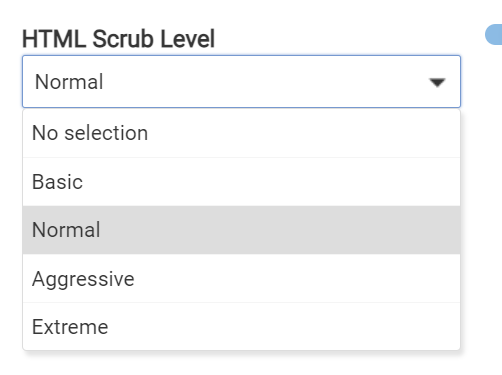 HTML Scrub Level
Normal
No selection
Basic
Normal
Aggressive
Extreme